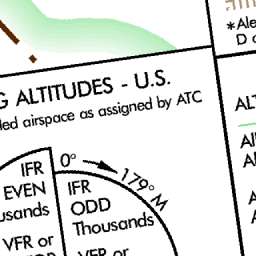 *Ale
D
G ALTITUDES - U.S.
led airspace as assigned by ATC
ALT
0° 179° M
IFR
EVEN
usands
VFR or
IFR
ODD
Thousands
VFR or